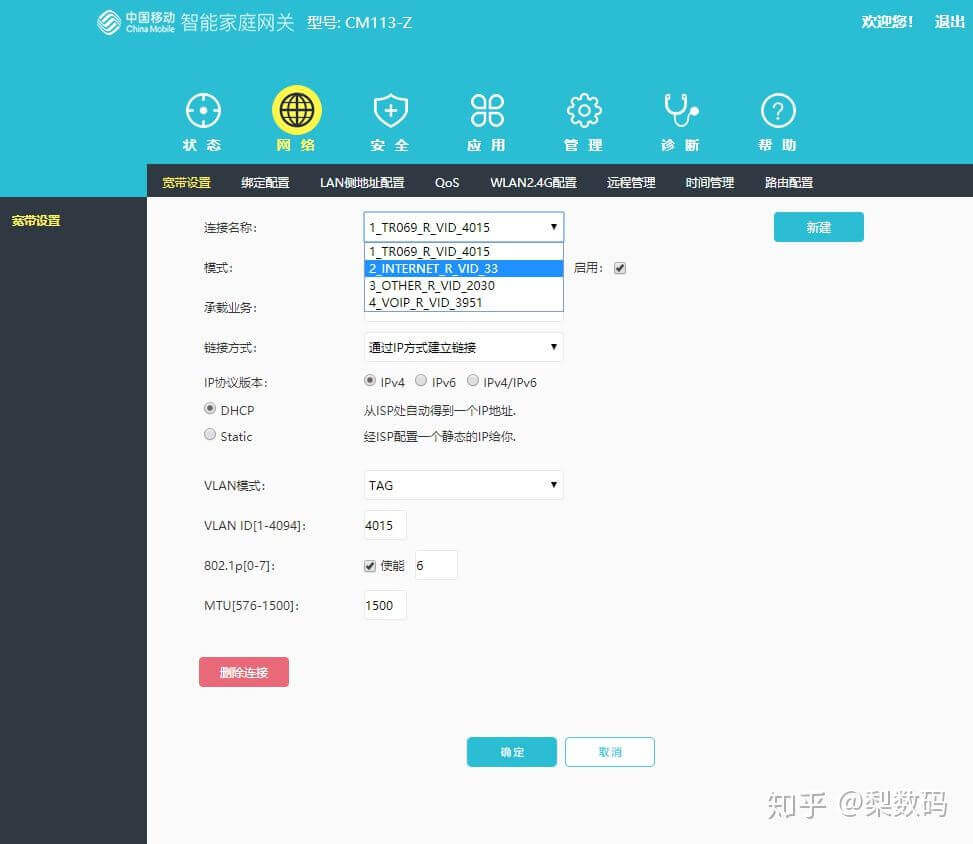 中国移动 China Mobile 智能家庭网关 型号: CM113-Z 欢迎您! 退出
状态 网络 安全 应用 管理 诊断 帮助
宽带设置 绑定配置 LAN侧地址配置 QoS WLAN2.4G配置 远程管理 时间管理 路由配置
宽带设置
连接名称: 1_TR069_R_VID_4015 新建
1_TR069_R_VID_4015
模式: 2_INTERNET_R_VID_33 启用:
3_OTHER_R_VID_2030
承载业务: 4_VOIP_R_VID_3951
链接方式: 通过IP方式建立链接
IP协议版本: IPv4 IPv6 IPv4/IPv6
DHCP 从ISP处自动得到一个IP地址.
Static 经ISP配置一个静态的IP给你.
VLAN模式: TAG
VLAN ID[1-4094]: 4015
802.1p[0-7]: 使能 6
MTU[576-1500]: 1500
删除连接
确定 取消
知乎 @梨数码